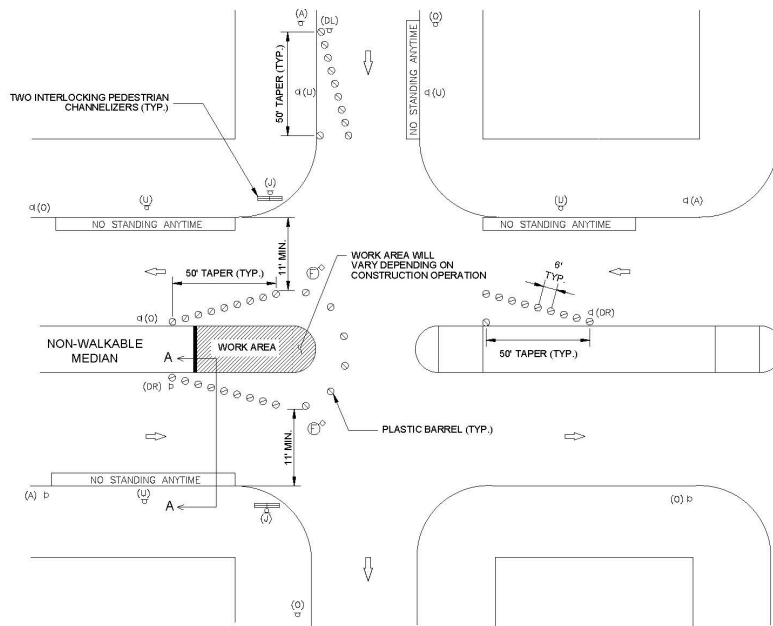 (A)
(DL)
(O)
50' TAPER (TYP.)
(U)
NO STANDING ANYTIME
(U)
TWO INTERLOCKING PEDESTRIAN
CHANNELIZERS (TYP.)
(J)
(O)
(U)
NO STANDING ANYTIME
(U)
(A)
NO STANDING ANYTIME
11' MIN.
50' TAPER (TYP.)
F
WORK AREA WILL
VARY DEPENDING ON
CONSTRUCTION OPERATION
6'
TYP.
(O)
(DR)
NON-WALKABLE
MEDIAN
A
WORK AREA
50' TAPER (TYP.)
(DR)
F
PLASTIC BARREL (TYP.)
11' MIN.
NO STANDING ANYTIME
(A)
(U)
A
(J)
(O)
(O)